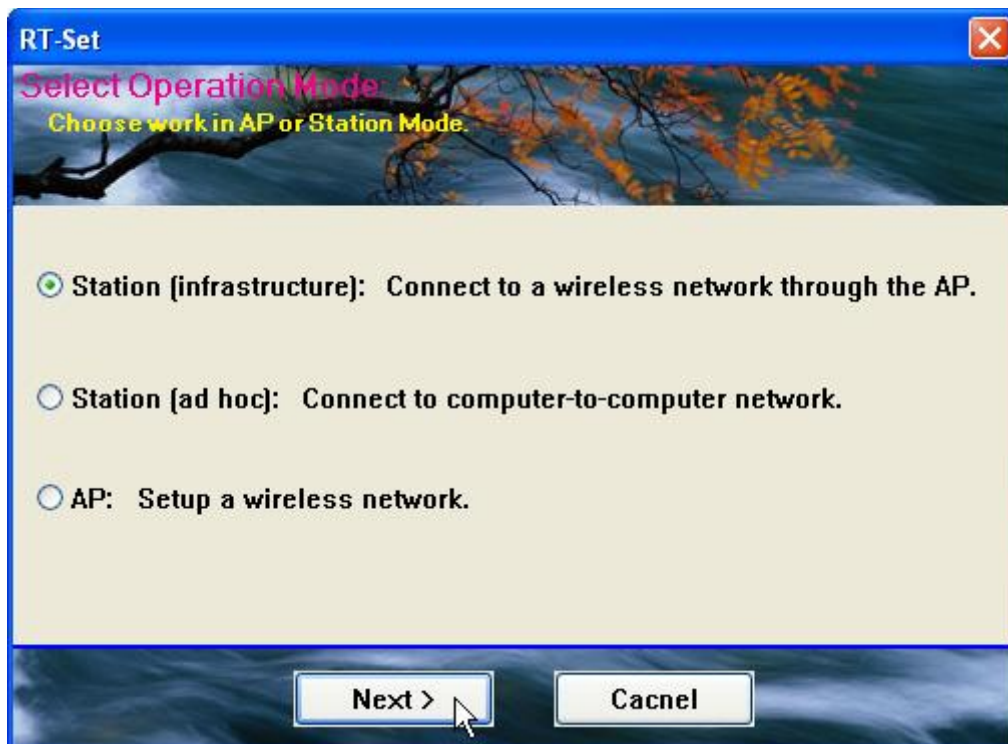 RT-Set
Select Operation Mode:
Choose work in AP or Station Mode.
Station (infrastructure): Connect to a wireless network through the AP.
Station (ad hoc): Connect to computer-to-computer network.
AP: Setup a wireless network.
Next > Cacnel